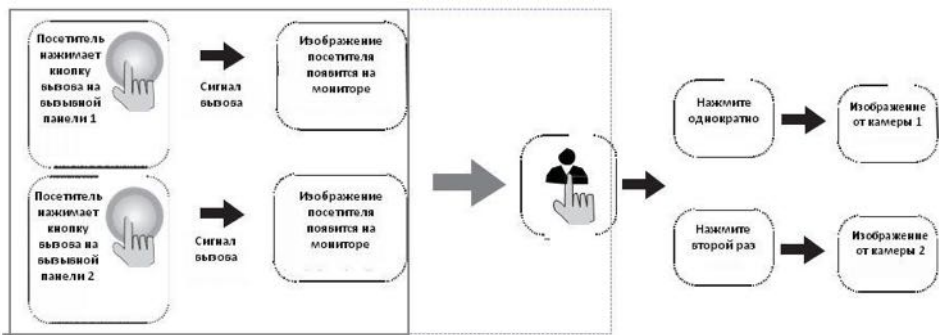 Посетитель
нажимает
кнопку
вызова на
вызывной
панели 1
Сигнал
вызова
Изображение
посетителя
появится на
мониторе
Посетитель
нажимает
кнопку
вызова на
вызывной
панели 2
Сигнал
вызова
Изображение
посетителя
появится на
мониторе
Нажмите
однократно
Изображение
от камеры 1
Нажмите
второй раз
Изображение
от камеры 2